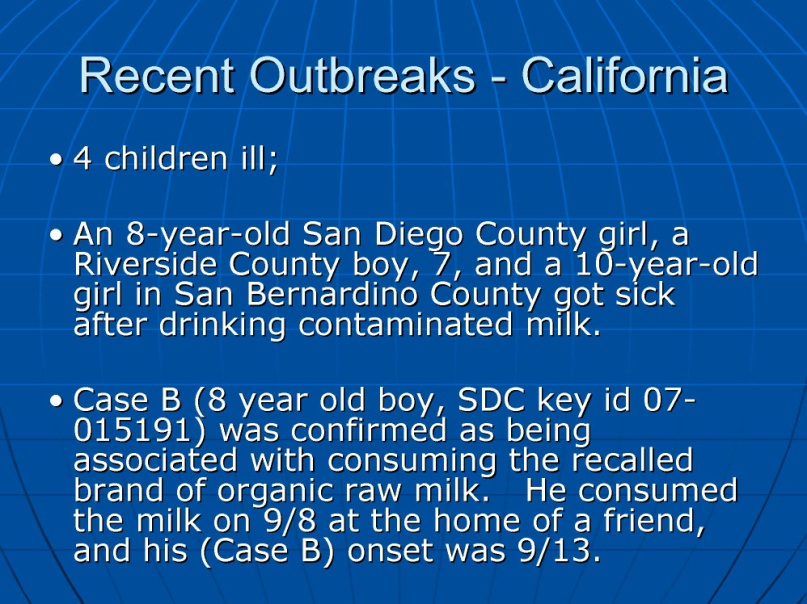 Recent Outbreaks - California
• 4 children ill;
• An 8-year-old San Diego County girl, a
Riverside County boy, 7, and a 10-year-old
girl in San Bernardino County got sick
after drinking contaminated milk.
• Case B (8 year old boy, SDC key id 07-
015191) was confirmed as being
associated with consuming the recalled
brand of organic raw milk.   He consumed
the milk on 9/8 at the home of a friend,
and his (Case B) onset was 9/13.